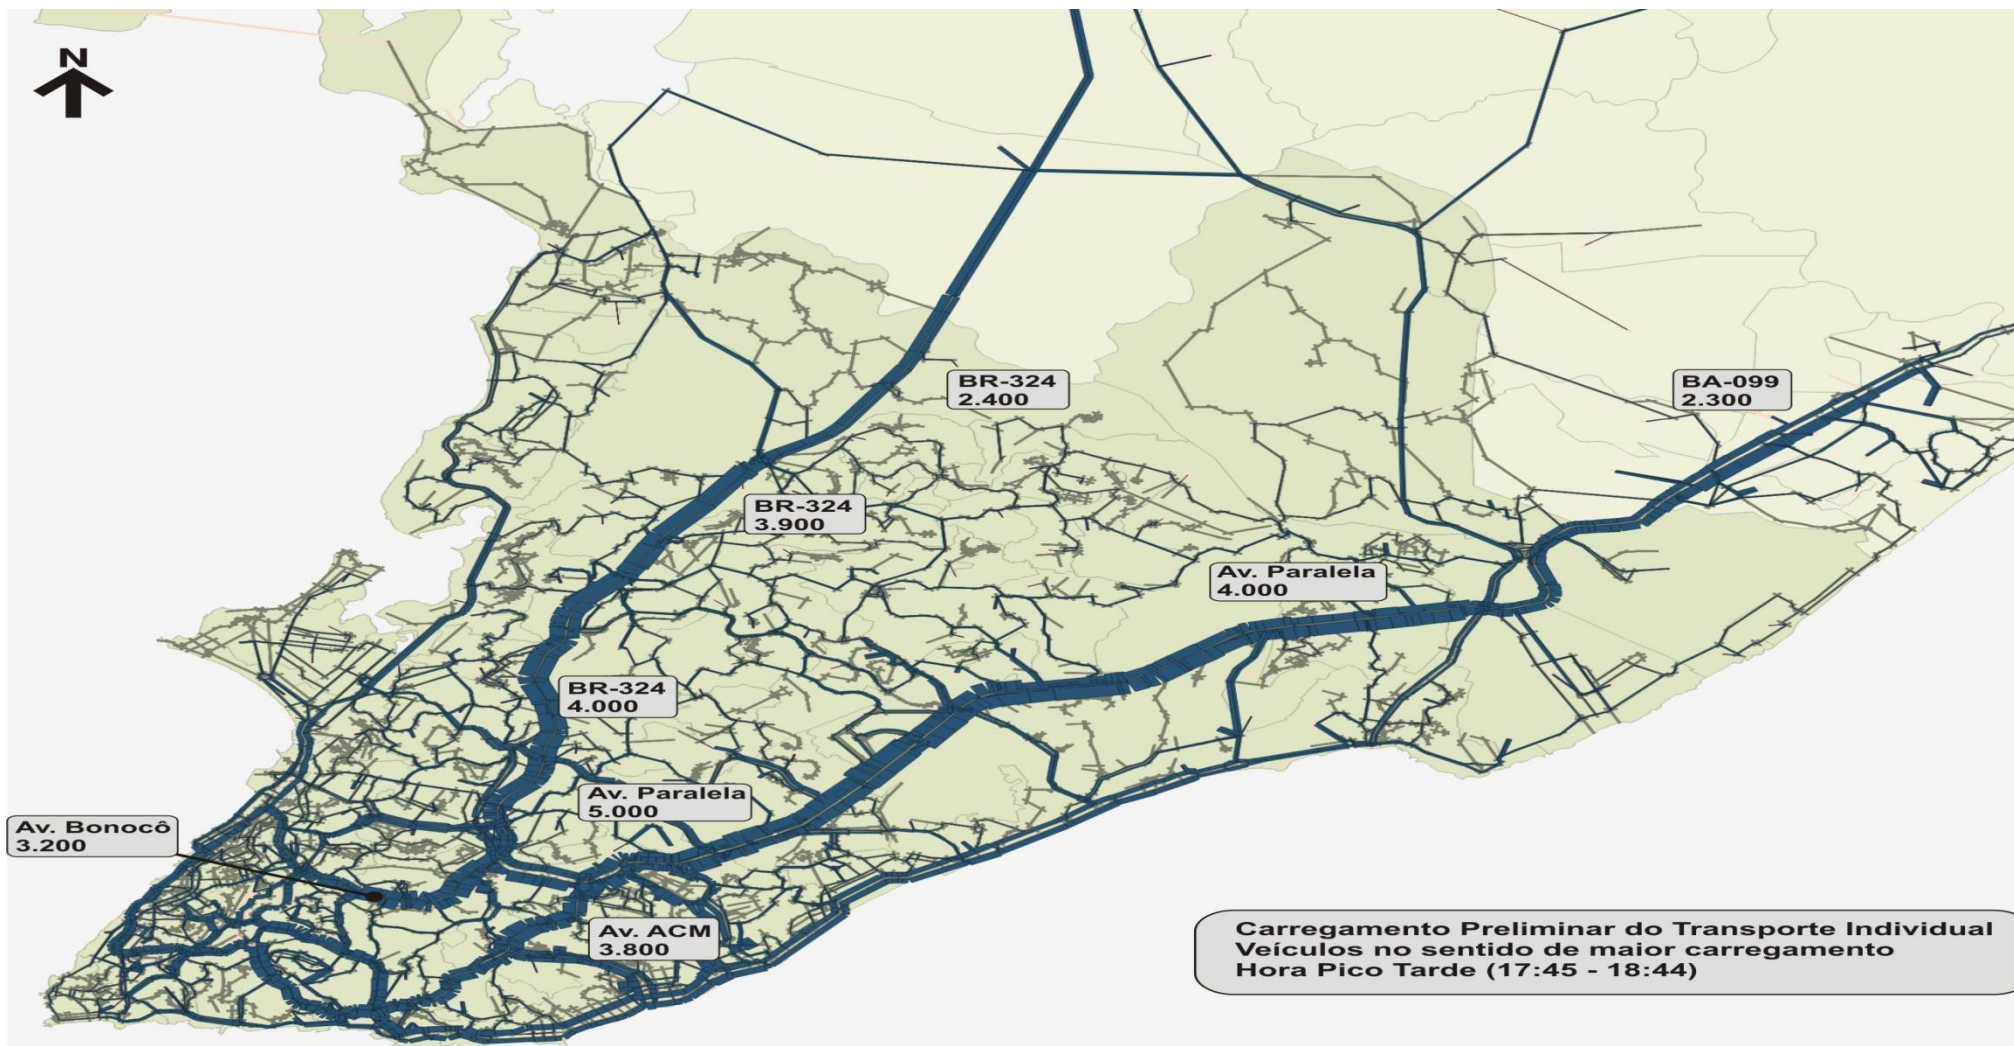 N
BR-324
2.400
BA-099
2.300
BR-324
3.900
Av. Paralela
4.000
BR-324
4.000
Av. Paralela
5.000
Av. Bonocô
3.200
Av. ACM
3.800
Carregamento Preliminar do Transporte Individual
Veículos no sentido de maior carregamento
Hora Pico Tarde (17:45 - 18:44)